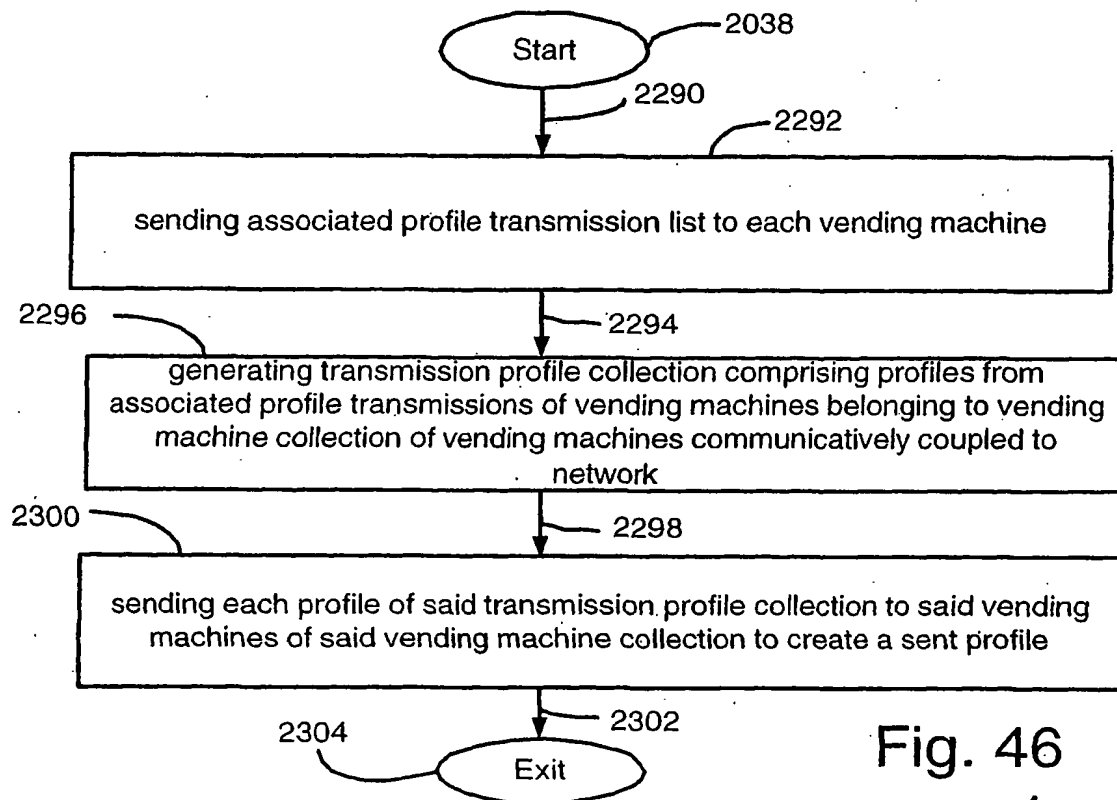 Start
2038
2290
2292
sending associated profile transmission list to each vending machine
2296
2294
generating transmission profile collection comprising profiles from
associated profile transmissions of vending machines belonging to vending
machine collection of vending machines communicatively coupled to
network
2300
2298
sending each profile of said transmission profile collection to said vending
machines of said vending machine collection to create a sent profile
2304
2302
Exit
Fig. 46